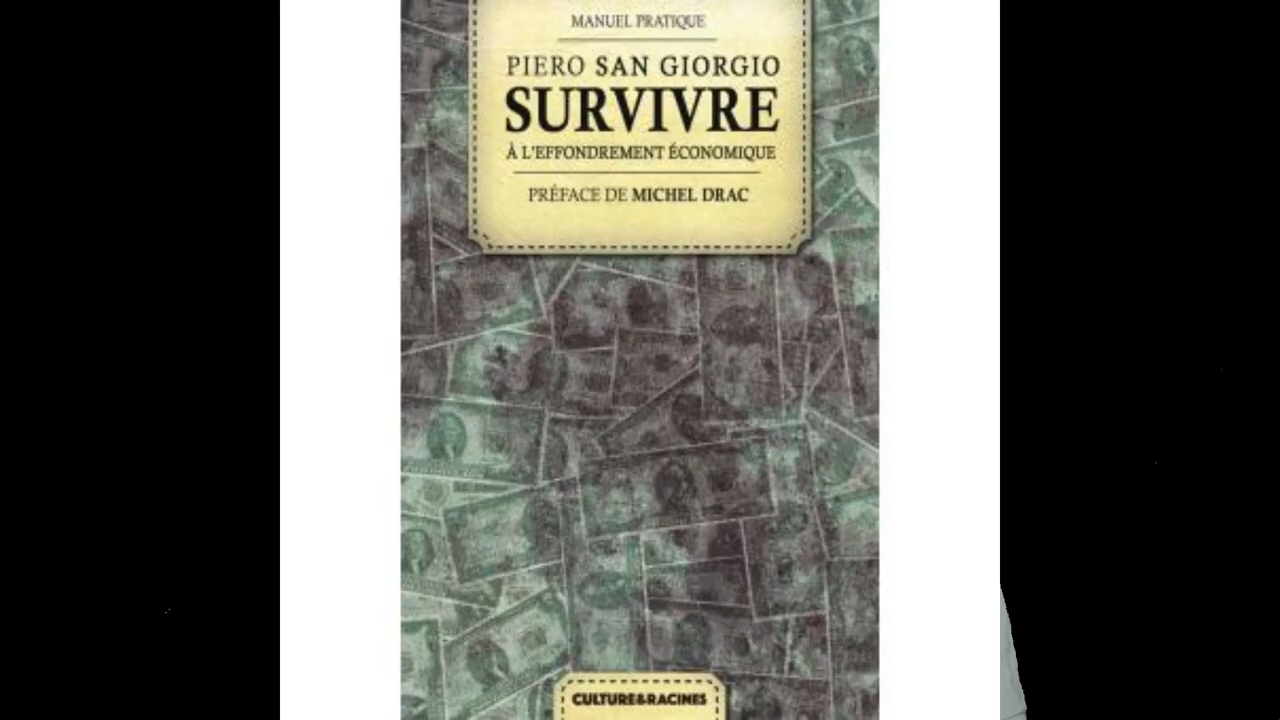 MANUEL PRATIQUE
PIERO SAN GIORGIO
SURVIVRE
À L'EFFONDREMENT ÉCONOMIQUE
PRÉFACE DE MICHEL DRAC
CULTURE&RACINES